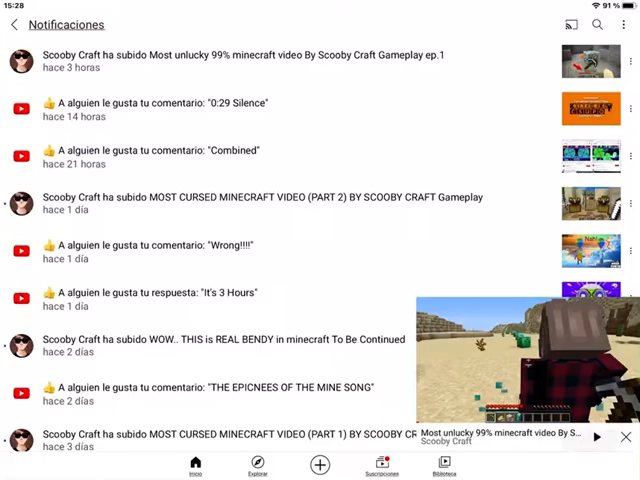 15:28
91 %
Notificaciones
Scooby Craft ha subido Most unlucky 99% minecraft video By Scooby Craft Gameplay ep.1
hace 3 horas
👍 A alguien le gusta tu comentario: "0:29 Silence"
hace 14 horas
👍 A alguien le gusta tu comentario: "Combined"
hace 21 horas
Scooby Craft ha subido MOST CURSED MINECRAFT VIDEO (PART 2) BY SCOOBY CRAFT Gameplay
hace 1 día
👍 A alguien le gusta tu comentario: "Wrong!!!!"
hace 1 día
👍 A alguien le gusta tu respuesta: "It's 3 Hours"
hace 1 día
Scooby Craft ha subido WOW.. THIS is REAL BENDY in minecraft To Be Continued
hace 2 días
👍 A alguien le gusta tu comentario: "THE EPICNEES OF THE MINE SONG"
hace 2 días
Scooby Craft ha subido MOST CURSED MINECRAFT VIDEO (PART 1) BY SCOOBY CR
hace 3 días
Most unlucky 99% minecraft video By S...
Scooby Craft
Inicio
Explorar
Suscripciones
Biblioteca